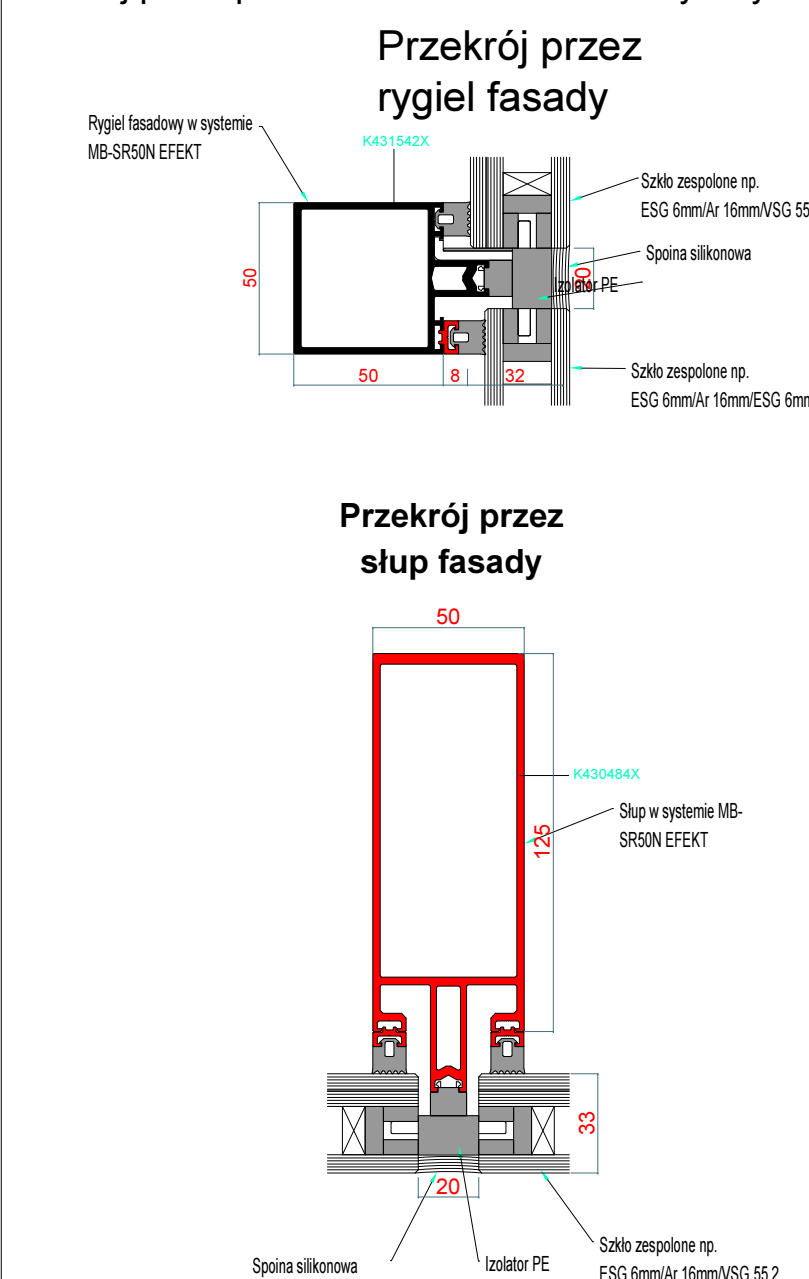 Przekrój przez
rygiel fasady
Rygiel fasadowy w systemie
MB-SR50N EFEKT
K431542X
Szkło zespolone np.
ESG 6mm/Ar 16mm/VSG 55
Spoina silikonowa
Izolator PE
20
50
50
8
32
Szkło zespolone np.
ESG 6mm/Ar 16mm/ESG 6mm
Przekrój przez
słup fasady
50
K430484X
Słup w systemie MB-
SR50N EFEKT
125
33
20
Spoina silikonowa
Izolator PE
Szkło zespolone np.
ESG 6mm/Ar 16mm/VSG 55.2